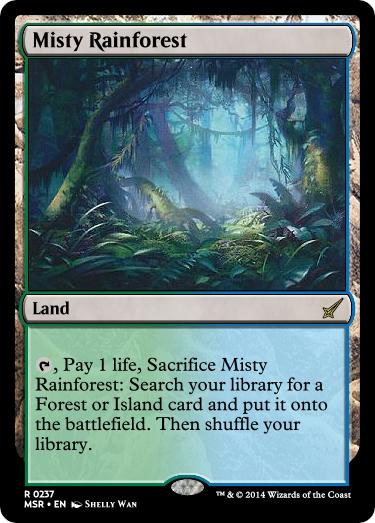 Misty Rainforest
Land
, Pay 1 life, Sacrifice Misty
Rainforest: Search your library for a
Forest or Island card and put it onto
the battlefield. Then shuffle your
library.
R 0237
MSR • EN Shelly Wan
™ & © 2014 Wizards of the Coast